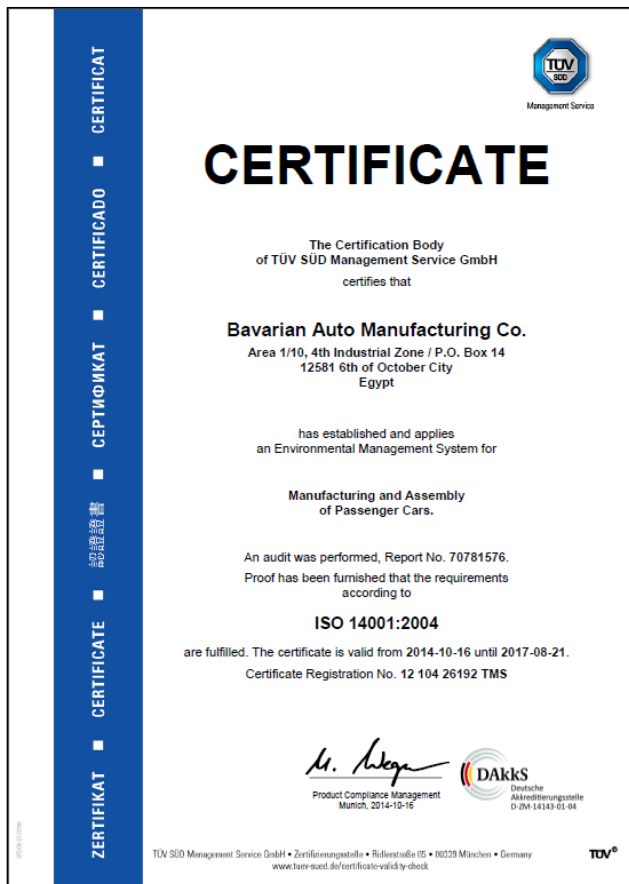 TÜV
SÜD
Management Service
CERTIFICATE
The Certification Body
of TÜV SÜD Management Service GmbH
certifies that
Bavarian Auto Manufacturing Co.
Area 1/10, 4th Industrial Zone / P.O. Box 14
12581 6th of October City
Egypt
has established and applies
an Environmental Management System for
Manufacturing and Assembly
of Passenger Cars.
An audit was performed, Report No. 70781576.
Proof has been furnished that the requirements
according to
ISO 14001:2004
are fulfilled. The certificate is valid from 2014-10-16 until 2017-08-21.
Certificate Registration No. 12 104 26192 TMS
Product Compliance Management
Munich, 2014-10-16
DAkkS
Deutsche
Akkreditierungsstelle
D-ZM-14143-01-04
TÜV SÜD Management Service GmbH • Zertifizierungsstelle • Ridlerstraße 65 • 80339 München • Germany
www.tuev-sued.de/certificate-validity-check
TÜV®
ZERTIFIKAT ■ CERTIFICATE ■ 認證證書 ■ СЕРТИФИКАТ ■ CERTIFICADO ■ CERTIFICAT